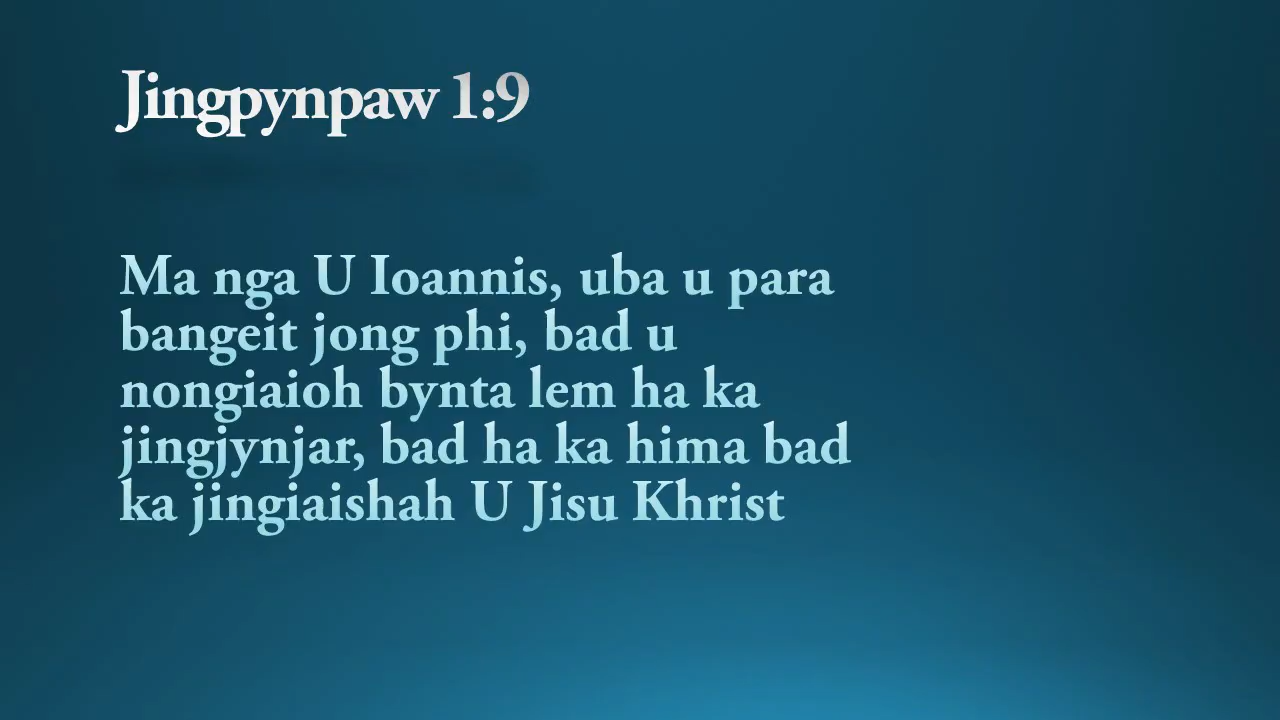 Jingpynpaw 1:9
Ma nga U Ioannis, uba u para
bangeit jong phi, bad u
nongiaioh bynta lem ha ka
jingjynjar, bad ha ka hima bad
ka jingiaishah U Jisu Khrist